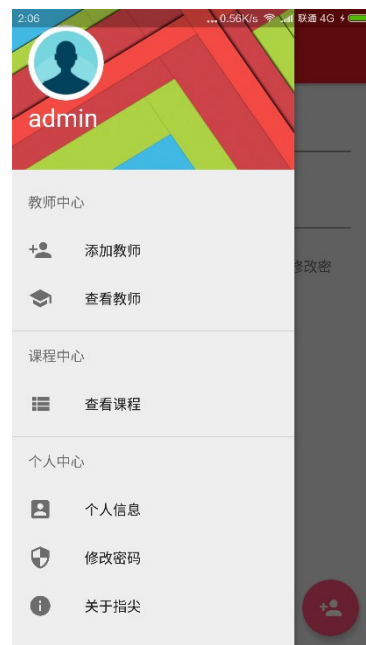 2:06 ... 0.56K/s 联通 4G
admin
教师中心
添加教师
查看教师
修改密
课程中心
查看课程
个人中心
个人信息
修改密码
关于指尖